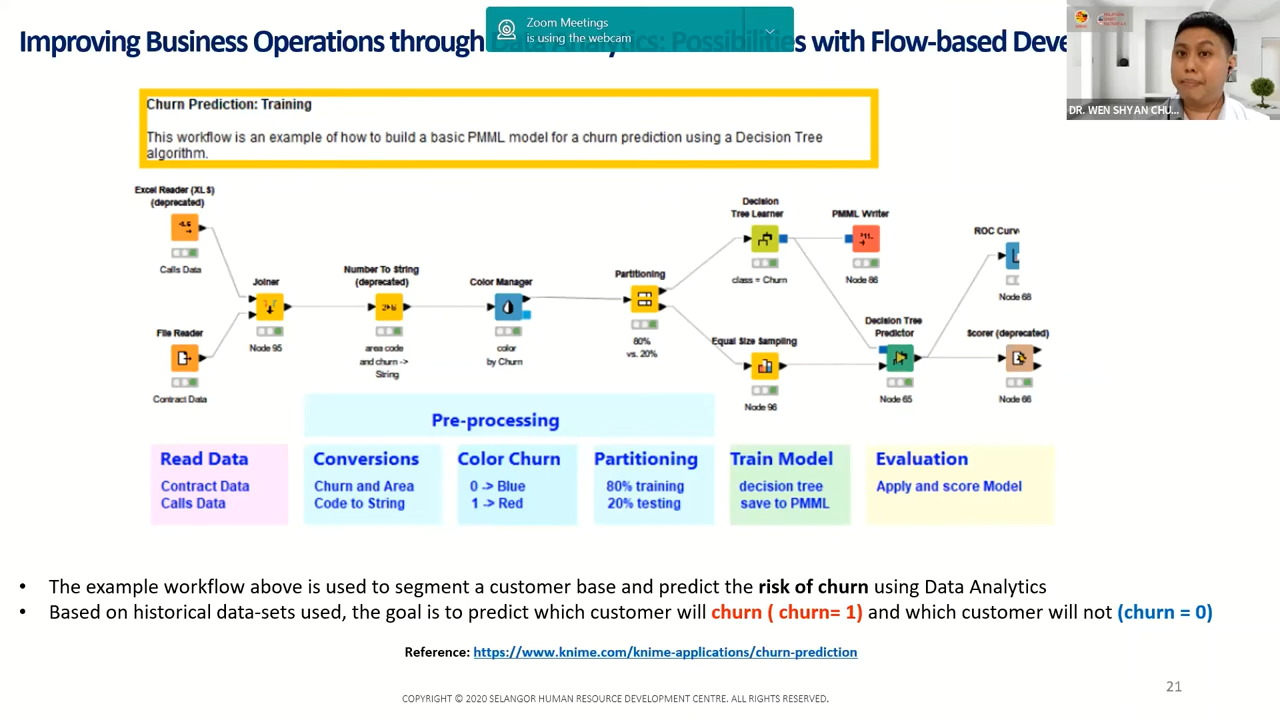 Improving Business Operations through
Possibilities with Flow-based Deve
Zoom Meetings
is using the webcam
DR. WEN SHYAN CHU...
Churn Prediction: Training
This workflow is an example of how to build a basic PMML model for a churn prediction using a Decision Tree
algorithm.
Excel Reader (XLS)
(deprecated)
Calls Data
File Reader
Contract Data
Joiner
Node 95
Number To String
(deprecated)
area code
and churn ->
String
Color Manager
color
by Churn
Partitioning
80%
vs. 20%
Decision
Tree Learner
class = Churn
PMML Writer
Node 86
Equal Size Sampling
Node 96
Decision Tree
Predictor
Node 65
ROC Curv
Node 68
Scorer (deprecated)
Node 66
Pre-processing
Read Data
Contract Data
Calls Data
Conversions
Churn and Area
Code to String
Color Churn
0 -> Blue
1 -> Red
Partitioning
80% training
20% testing
Train Model
decision tree
save to PMML
Evaluation
Apply and score Model
• The example workflow above is used to segment a customer base and predict the risk of churn using Data Analytics
• Based on historical data-sets used, the goal is to predict which customer will churn ( churn= 1) and which customer will not (churn = 0)
Reference: https://www.knime.com/knime-applications/churn-prediction
21
COPYRIGHT © 2020 SELANGOR HUMAN RESOURCE DEVELOPMENT CENTRE. ALL RIGHTS RESERVED.